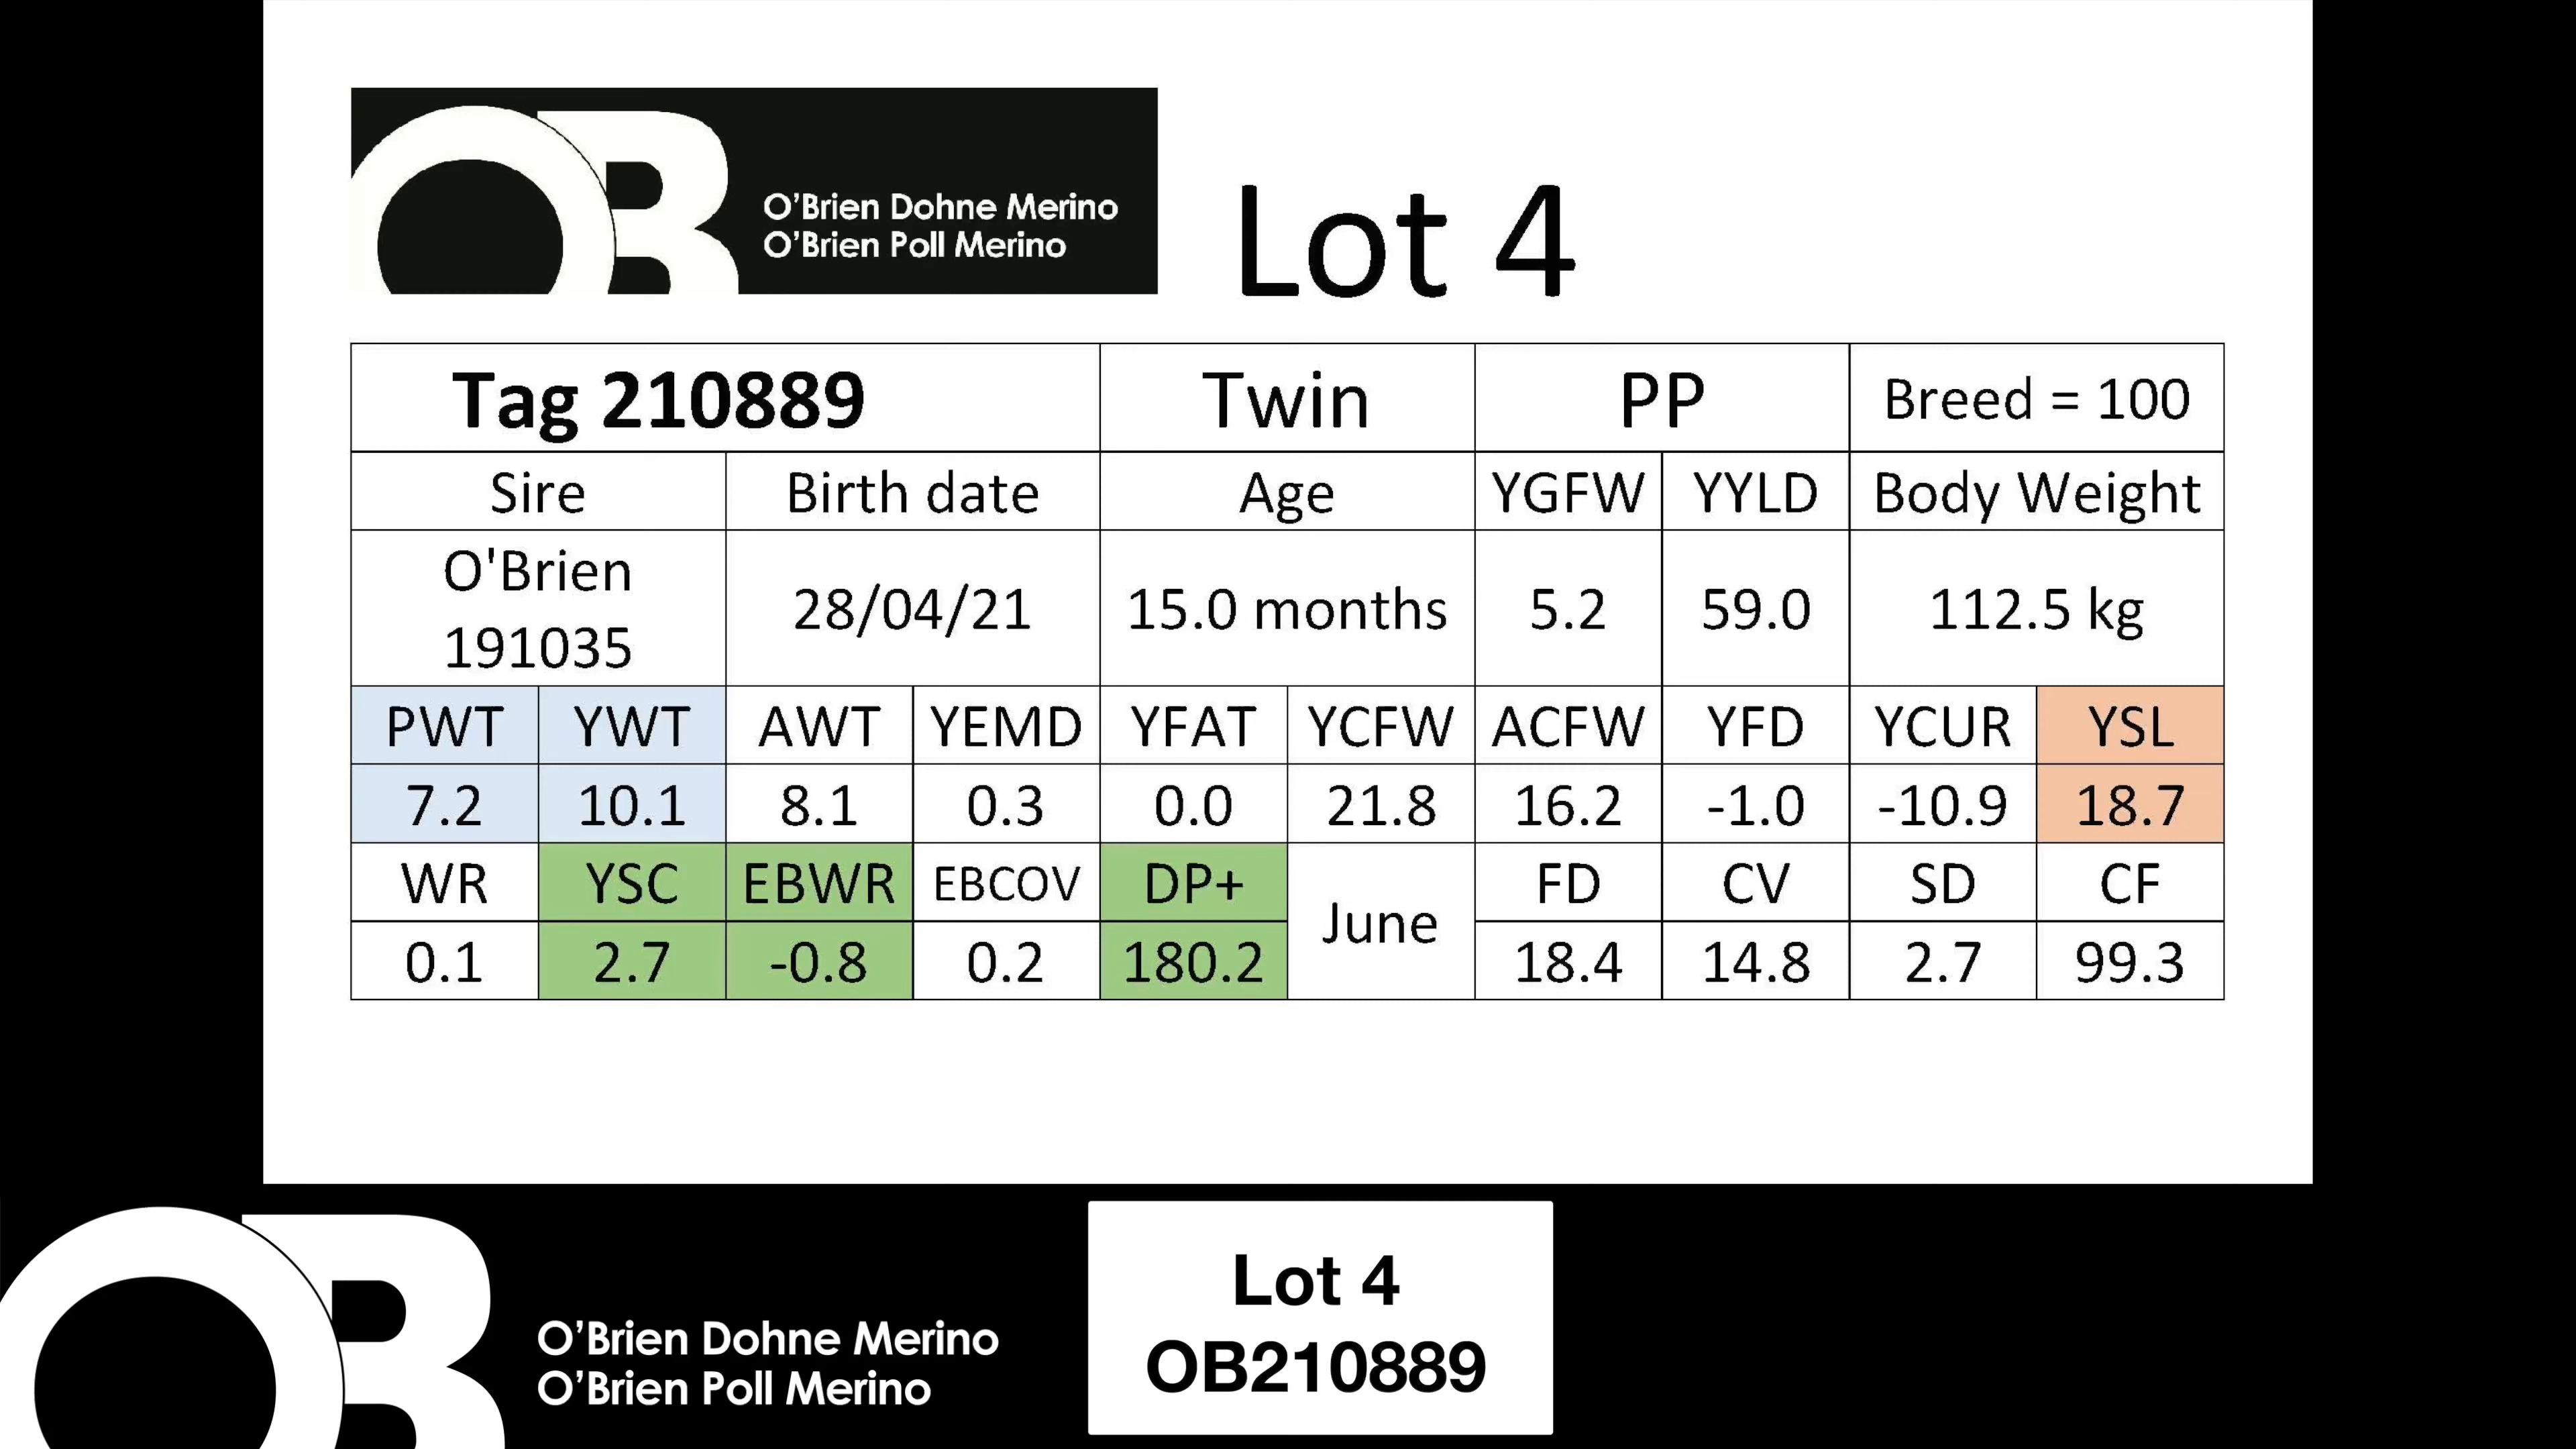 OB
O'Brien Dohne Merino
O'Brien Poll Merino
Lot 4
Tag 210889 Twin PP Breed = 100
Sire Birth date Age YGFW YYLD Body Weight
O'Brien
191035 28/04/21 15.0 months 5.2 59.0 112.5 kg
PWT YWT AWT YEMD YFAT YCFW ACFW YFD YCUR YSL
7.2 10.1 8.1 0.3 0.0 21.8 16.2 -1.0 -10.9 18.7
WR YSC EBWR EBCOV DP+ June FD CV SD CF
0.1 2.7 -0.8 0.2 180.2 18.4 14.8 2.7 99.3
OB
O'Brien Dohne Merino
O'Brien Poll Merino
Lot 4
OB210889